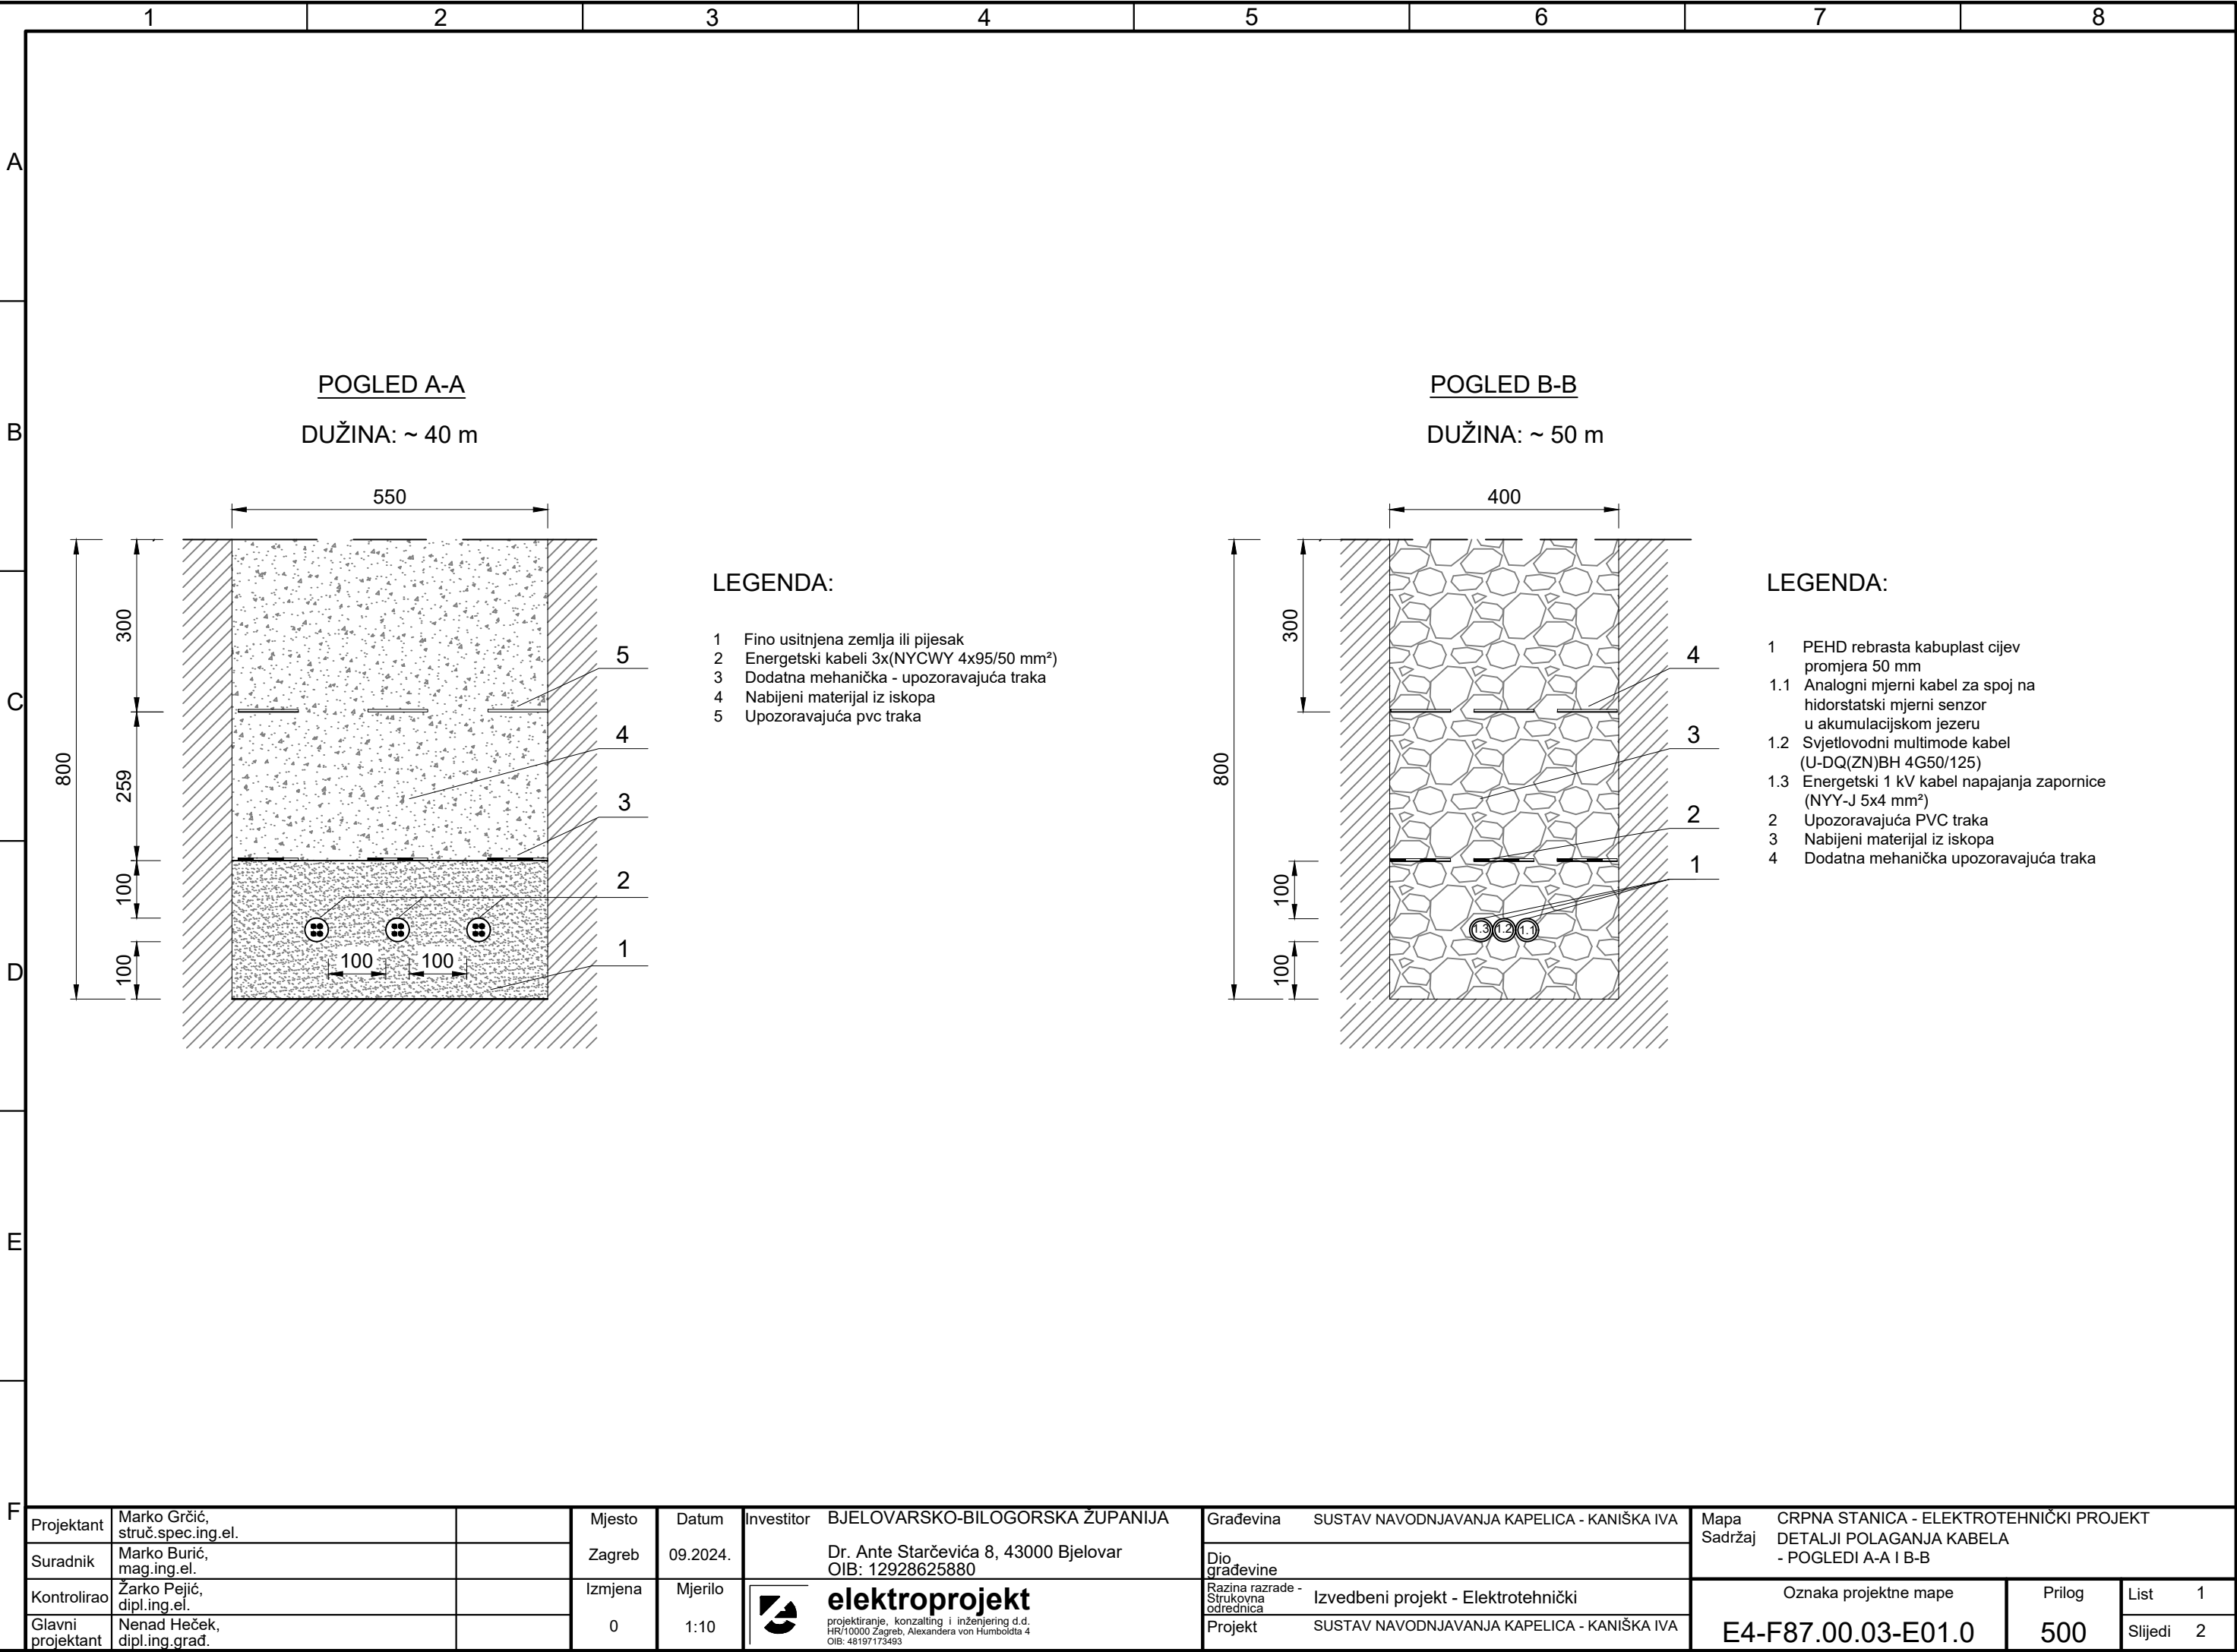 1 2 3 4 5 6 7 8
A
B
C
D
E
F
POGLED A-A
DUŽINA: ~ 40 m
550
800
300
259
100
100
100 100
5
4
3
2
1
LEGENDA:
1 Fino usitnjena zemlja ili pijesak
2 Energetski kabeli 3x(NYCWY 4x95/50 mm²)
3 Dodatna mehanička - upozoravajuća traka
4 Nabijeni materijal iz iskopa
5 Upozoravajuća pvc traka
POGLED B-B
DUŽINA: ~ 50 m
400
800
300
100
100
1.3 1.2 1.1
4
3
2
1
LEGENDA:
1 PEHD rebrasta kabuplast cijev
promjera 50 mm
1.1 Analogni mjerni kabel za spoj na
hidorstatski mjerni senzor
u akumulacijskom jezeru
1.2 Svjetlovodni multimode kabel
(U-DQ(ZN)BH 4G50/125)
1.3 Energetski 1 kV kabel napajanja zapornice
(NYY-J 5x4 mm²)
2 Upozoravajuća PVC traka
3 Nabijeni materijal iz iskopa
4 Dodatna mehanička upozoravajuća traka
Projektant
Marko Grčić,
struč.spec.ing.el.
Suradnik
Marko Burić,
mag.ing.el.
Kontrolirao
Žarko Pejić,
dipl.ing.el.
Glavni
projektant
Nenad Heček,
dipl.ing.građ.
Mjesto
Zagreb
Datum
09.2024.
Izmjena
0
Mjerilo
1:10
Investitor
BJELOVARSKO-BILOGORSKA ŽUPANIJA
Dr. Ante Starčevića 8, 43000 Bjelovar
OIB: 12928625880
elektroprojekt
projektiranje, konzalting i inženjering d.d.
HR/10000 Zagreb, Alexandera von Humboldta 4
OIB: 48197173493
Građevina SUSTAV NAVODNJAVANJA KAPELICA - KANIŠKA IVA
Dio
građevine
Razina razrade -
Strukovna
odrednica
Izvedbeni projekt - Elektrotehnički
Projekt SUSTAV NAVODNJAVANJA KAPELICA - KANIŠKA IVA
Mapa CRPNA STANICA - ELEKTROTEHNIČKI PROJEKT
Sadržaj DETALJI POLAGANJA KABELA
- POGLEDI A-A I B-B
Oznaka projektne mape
E4-F87.00.03-E01.0
Prilog
500
List 1
Slijedi 2